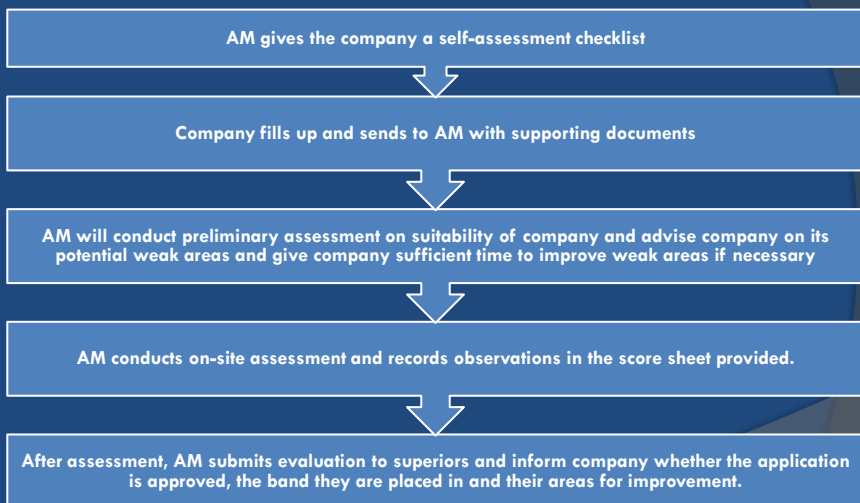 AM gives the company a self-assessment checklist
Company fills up and sends to AM with supporting documents
AM will conduct preliminary assessment on suitability of company and advise company on its
potential weak areas and give company sufficient time to improve weak areas if necessary
AM conducts on-site assessment and records observations in the score sheet provided.
After assessment, AM submits evaluation to superiors and inform company whether the application
is approved, the band they are placed in and their areas for improvement.